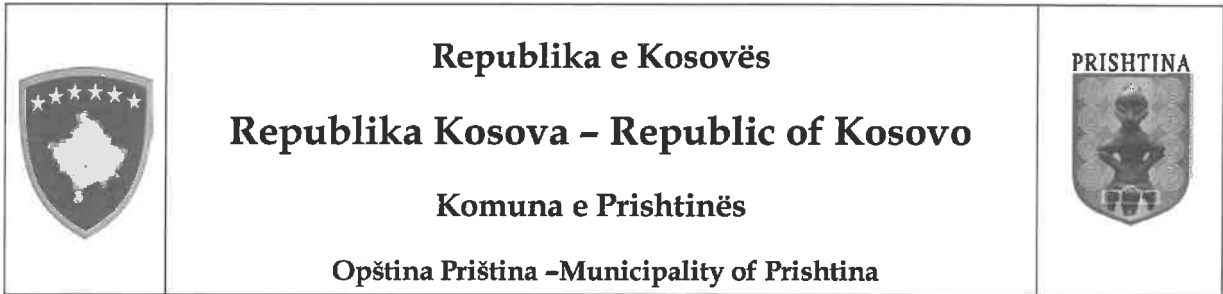 Republika e Kosovës
PRISHTINA
Republika Kosova – Republic of Kosovo
Komuna e Prishtinës
Opština Priština –Municipality of Prishtina